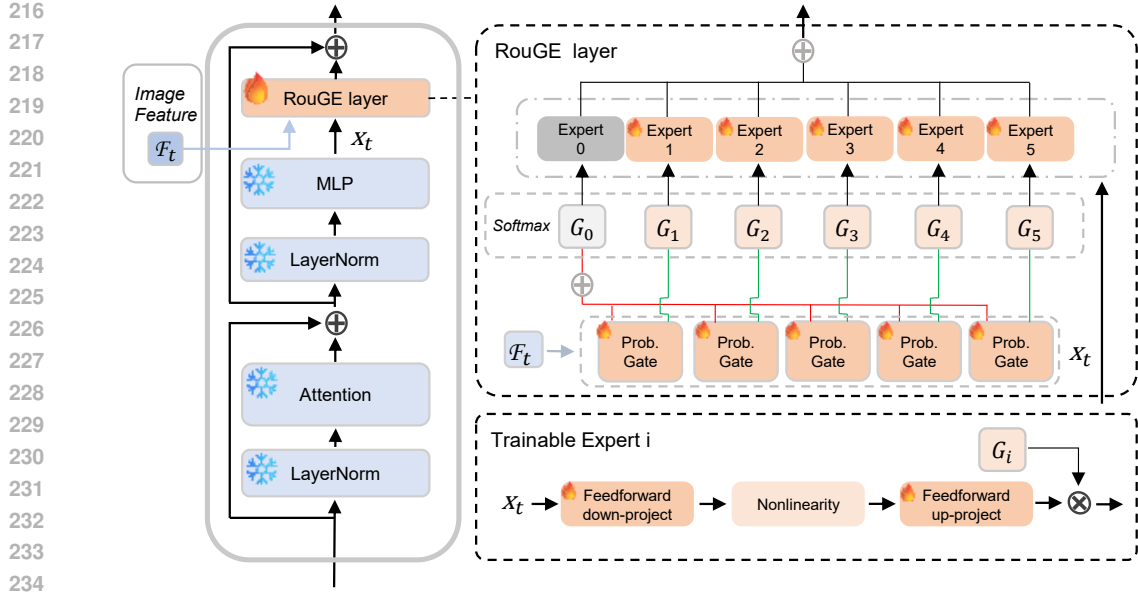 216
217
218
219
220
221
222
223
224
225
226
227
228
229
230
231
232
233
234
Image
Feature
ℱt
RouGE layer
Xt
MLP
LayerNorm
Attention
LayerNorm
RouGE layer
Expert
0
Expert
1
Expert
2
Expert
3
Expert
4
Expert
5
Softmax
G0
G1
G2
G3
G4
G5
ℱt
Prob.
Gate
Prob.
Gate
Prob.
Gate
Prob.
Gate
Prob.
Gate
Xt
Trainable Expert i
Gi
Xt
Feedforward
down-project
Nonlinearity
Feedforward
up-project